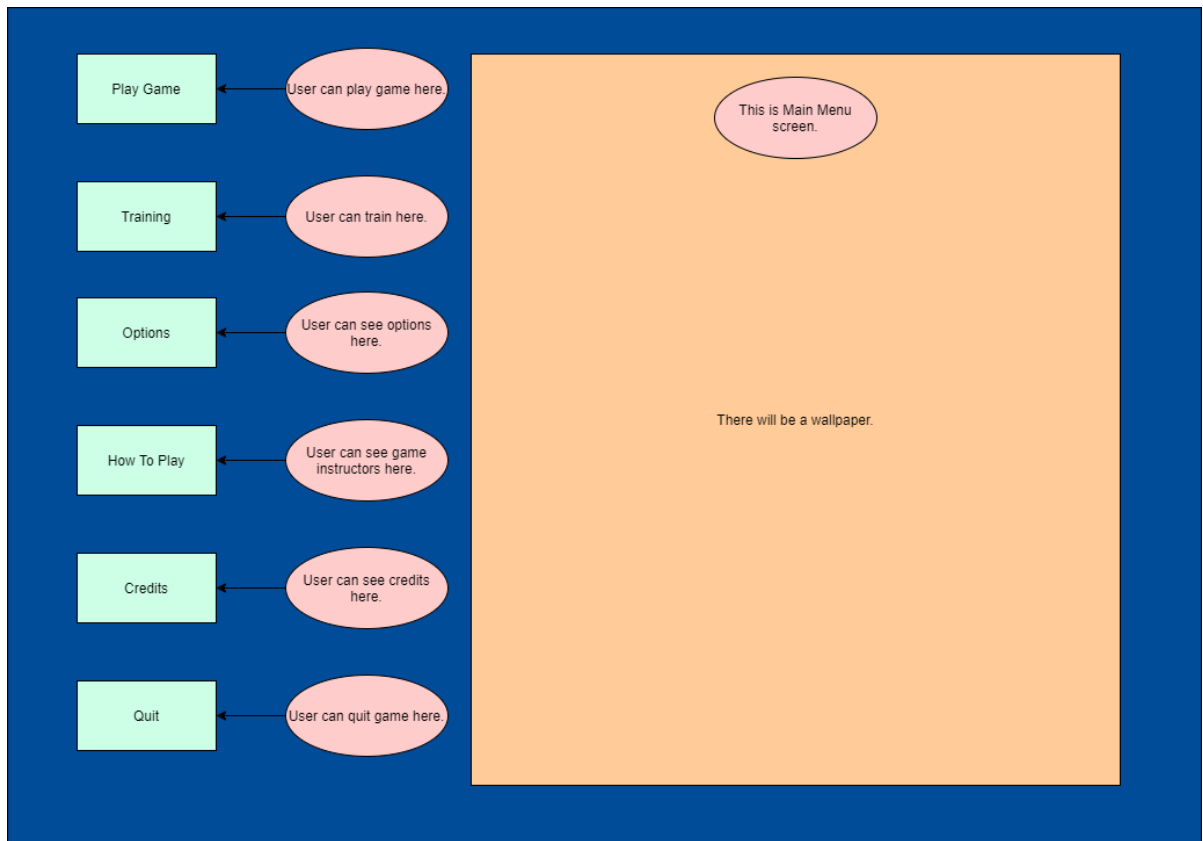 Play Game
User can play game here.
This is Main Menu
screen.
Training
User can train here.
Options
User can see options
here.
There will be a wallpaper.
How To Play
User can see game
instructors here.
Credits
User can see credits
here.
Quit
User can quit game here.